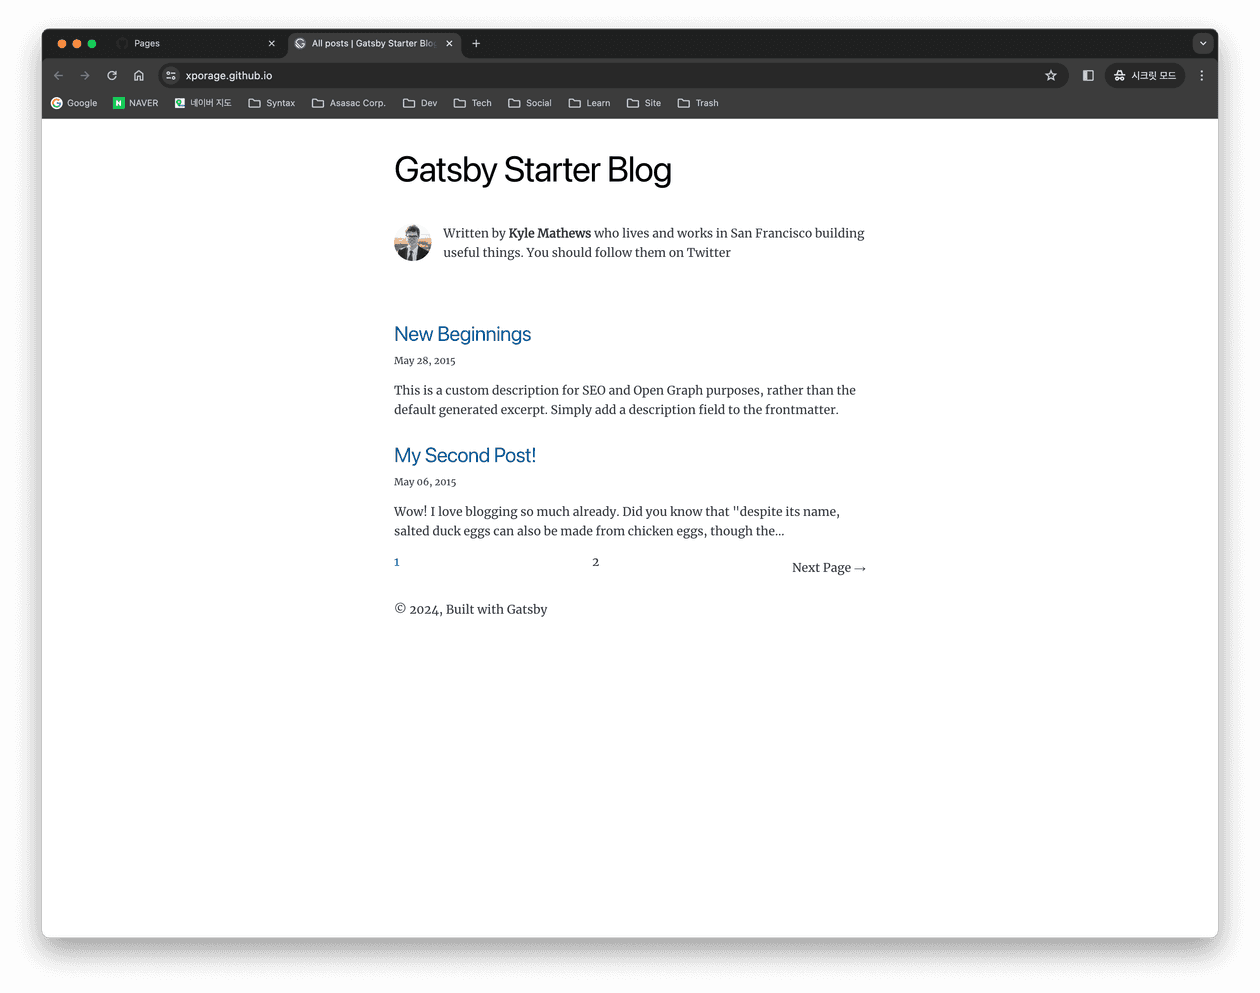 Pages
All posts | Gatsby Starter Blo
xporage.github.io
시크릿 모드
Google NAVER 네이버 지도 Syntax Asasac Corp. Dev Tech Social Learn Site Trash
Gatsby Starter Blog
Written by Kyle Mathews who lives and works in San Francisco building
useful things. You should follow them on Twitter
New Beginnings
May 28, 2015
This is a custom description for SEO and Open Graph purposes, rather than the
default generated excerpt. Simply add a description field to the frontmatter.
My Second Post!
May 06, 2015
Wow! I love blogging so much already. Did you know that "despite its name,
salted duck eggs can also be made from chicken eggs, though the…
1 2 Next Page →
© 2024, Built with Gatsby